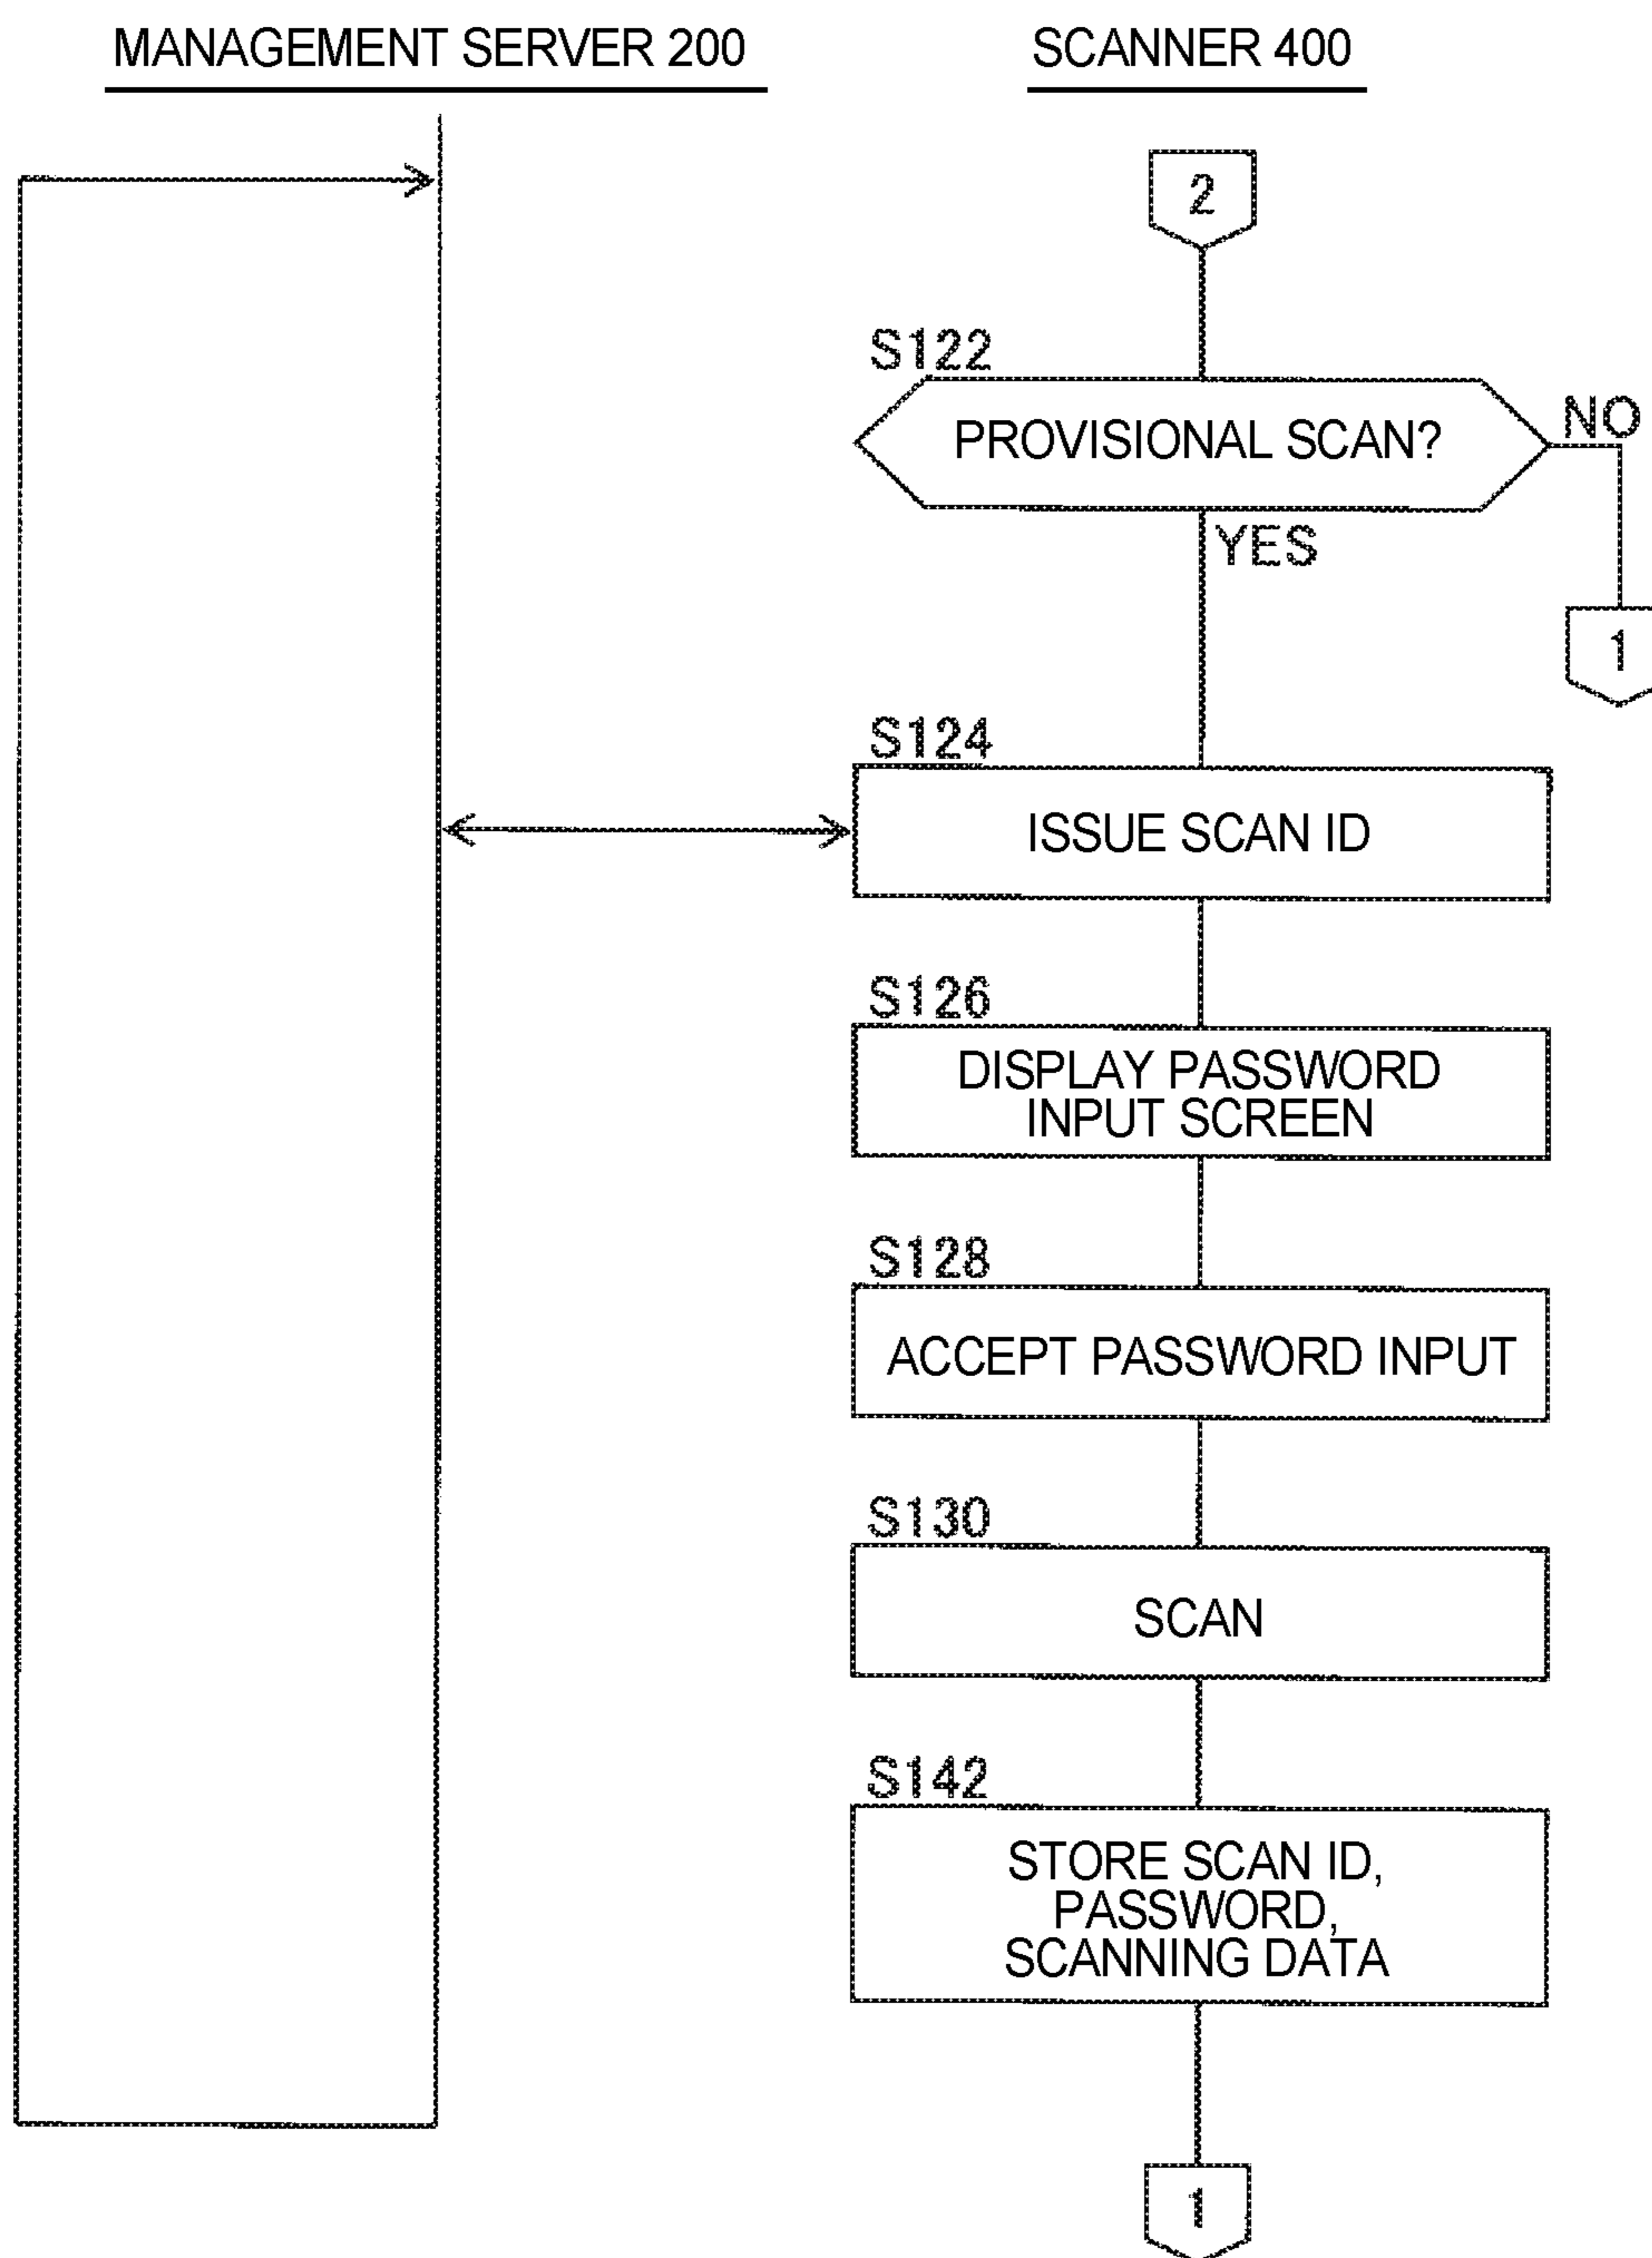 MANAGEMENT SERVER 200
SCANNER 400
2
S122
PROVISIONAL SCAN?
NO
YES
1
S124
ISSUE SCAN ID
S126
DISPLAY PASSWORD
INPUT SCREEN
S128
ACCEPT PASSWORD INPUT
S130
SCAN
S142
STORE SCAN ID,
PASSWORD,
SCANNING DATA
1